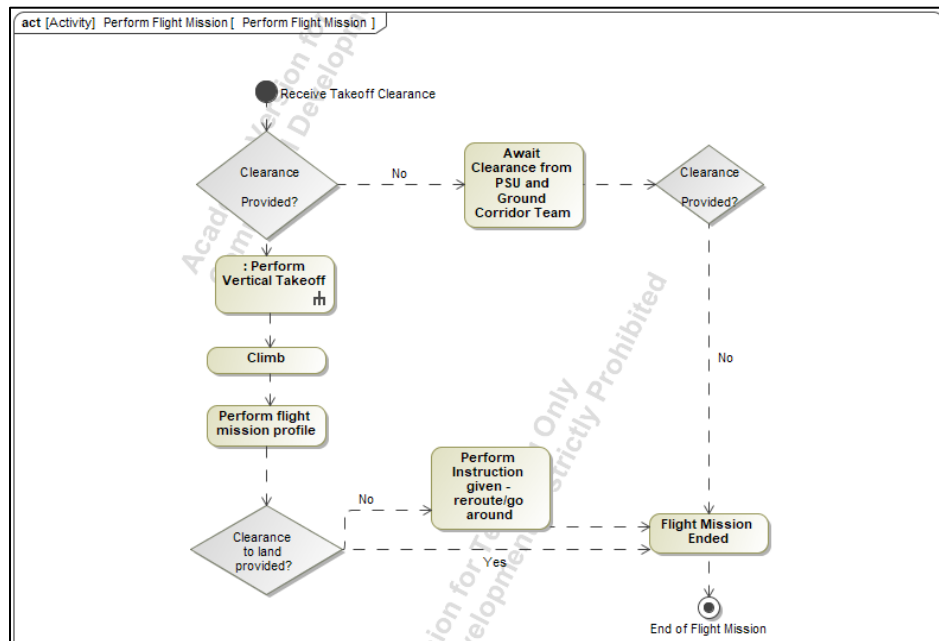 act [Activity] Perform Flight Mission [ Perform Flight Mission ]
Receive Takeoff Clearance
Clearance
Provided?
No
Await
Clearance from
PSU and
Ground
Corridor Team
Clearance
Provided?
: Perform
Vertical Takeoff
Climb
No
Perform flight
mission profile
Perform
Instruction
given -
reroute/go
around
No
Clearance
to land
provided?
Yes
Flight Mission
Ended
End of Flight Mission
Strictly Prohibited